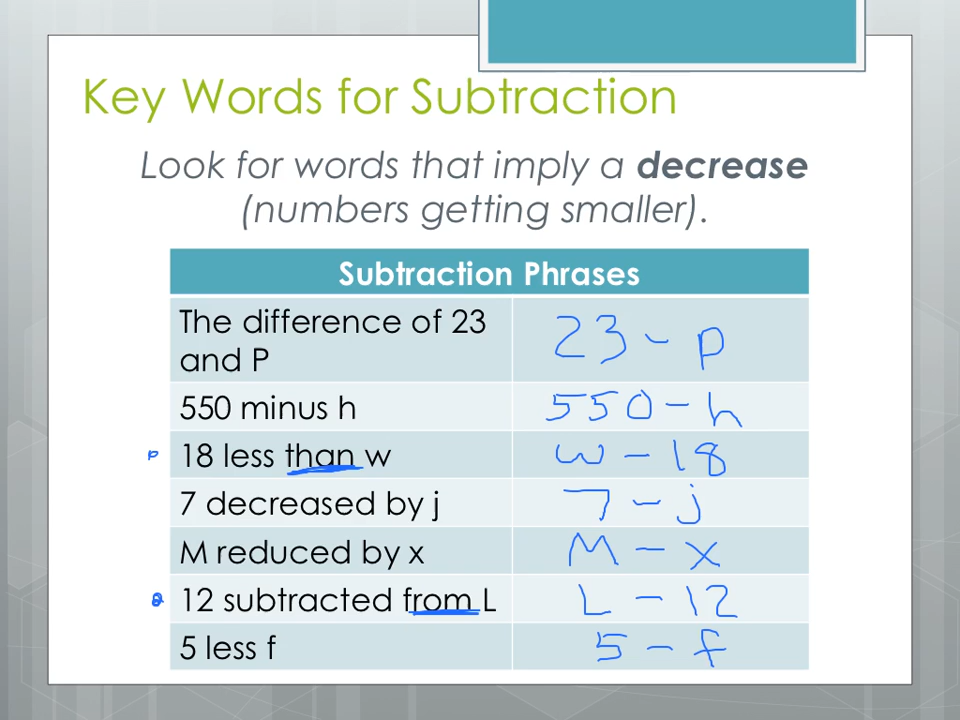 Key Words for Subtraction
Look for words that imply a decrease
(numbers getting smaller).
Subtraction Phrases
The difference of 23
and P
23 - p
550 minus h
550 - h
18 less than w
w - 18
7 decreased by j
7 - j
M reduced by x
M - x
12 subtracted from L
L - 12
5 less f
5 - f